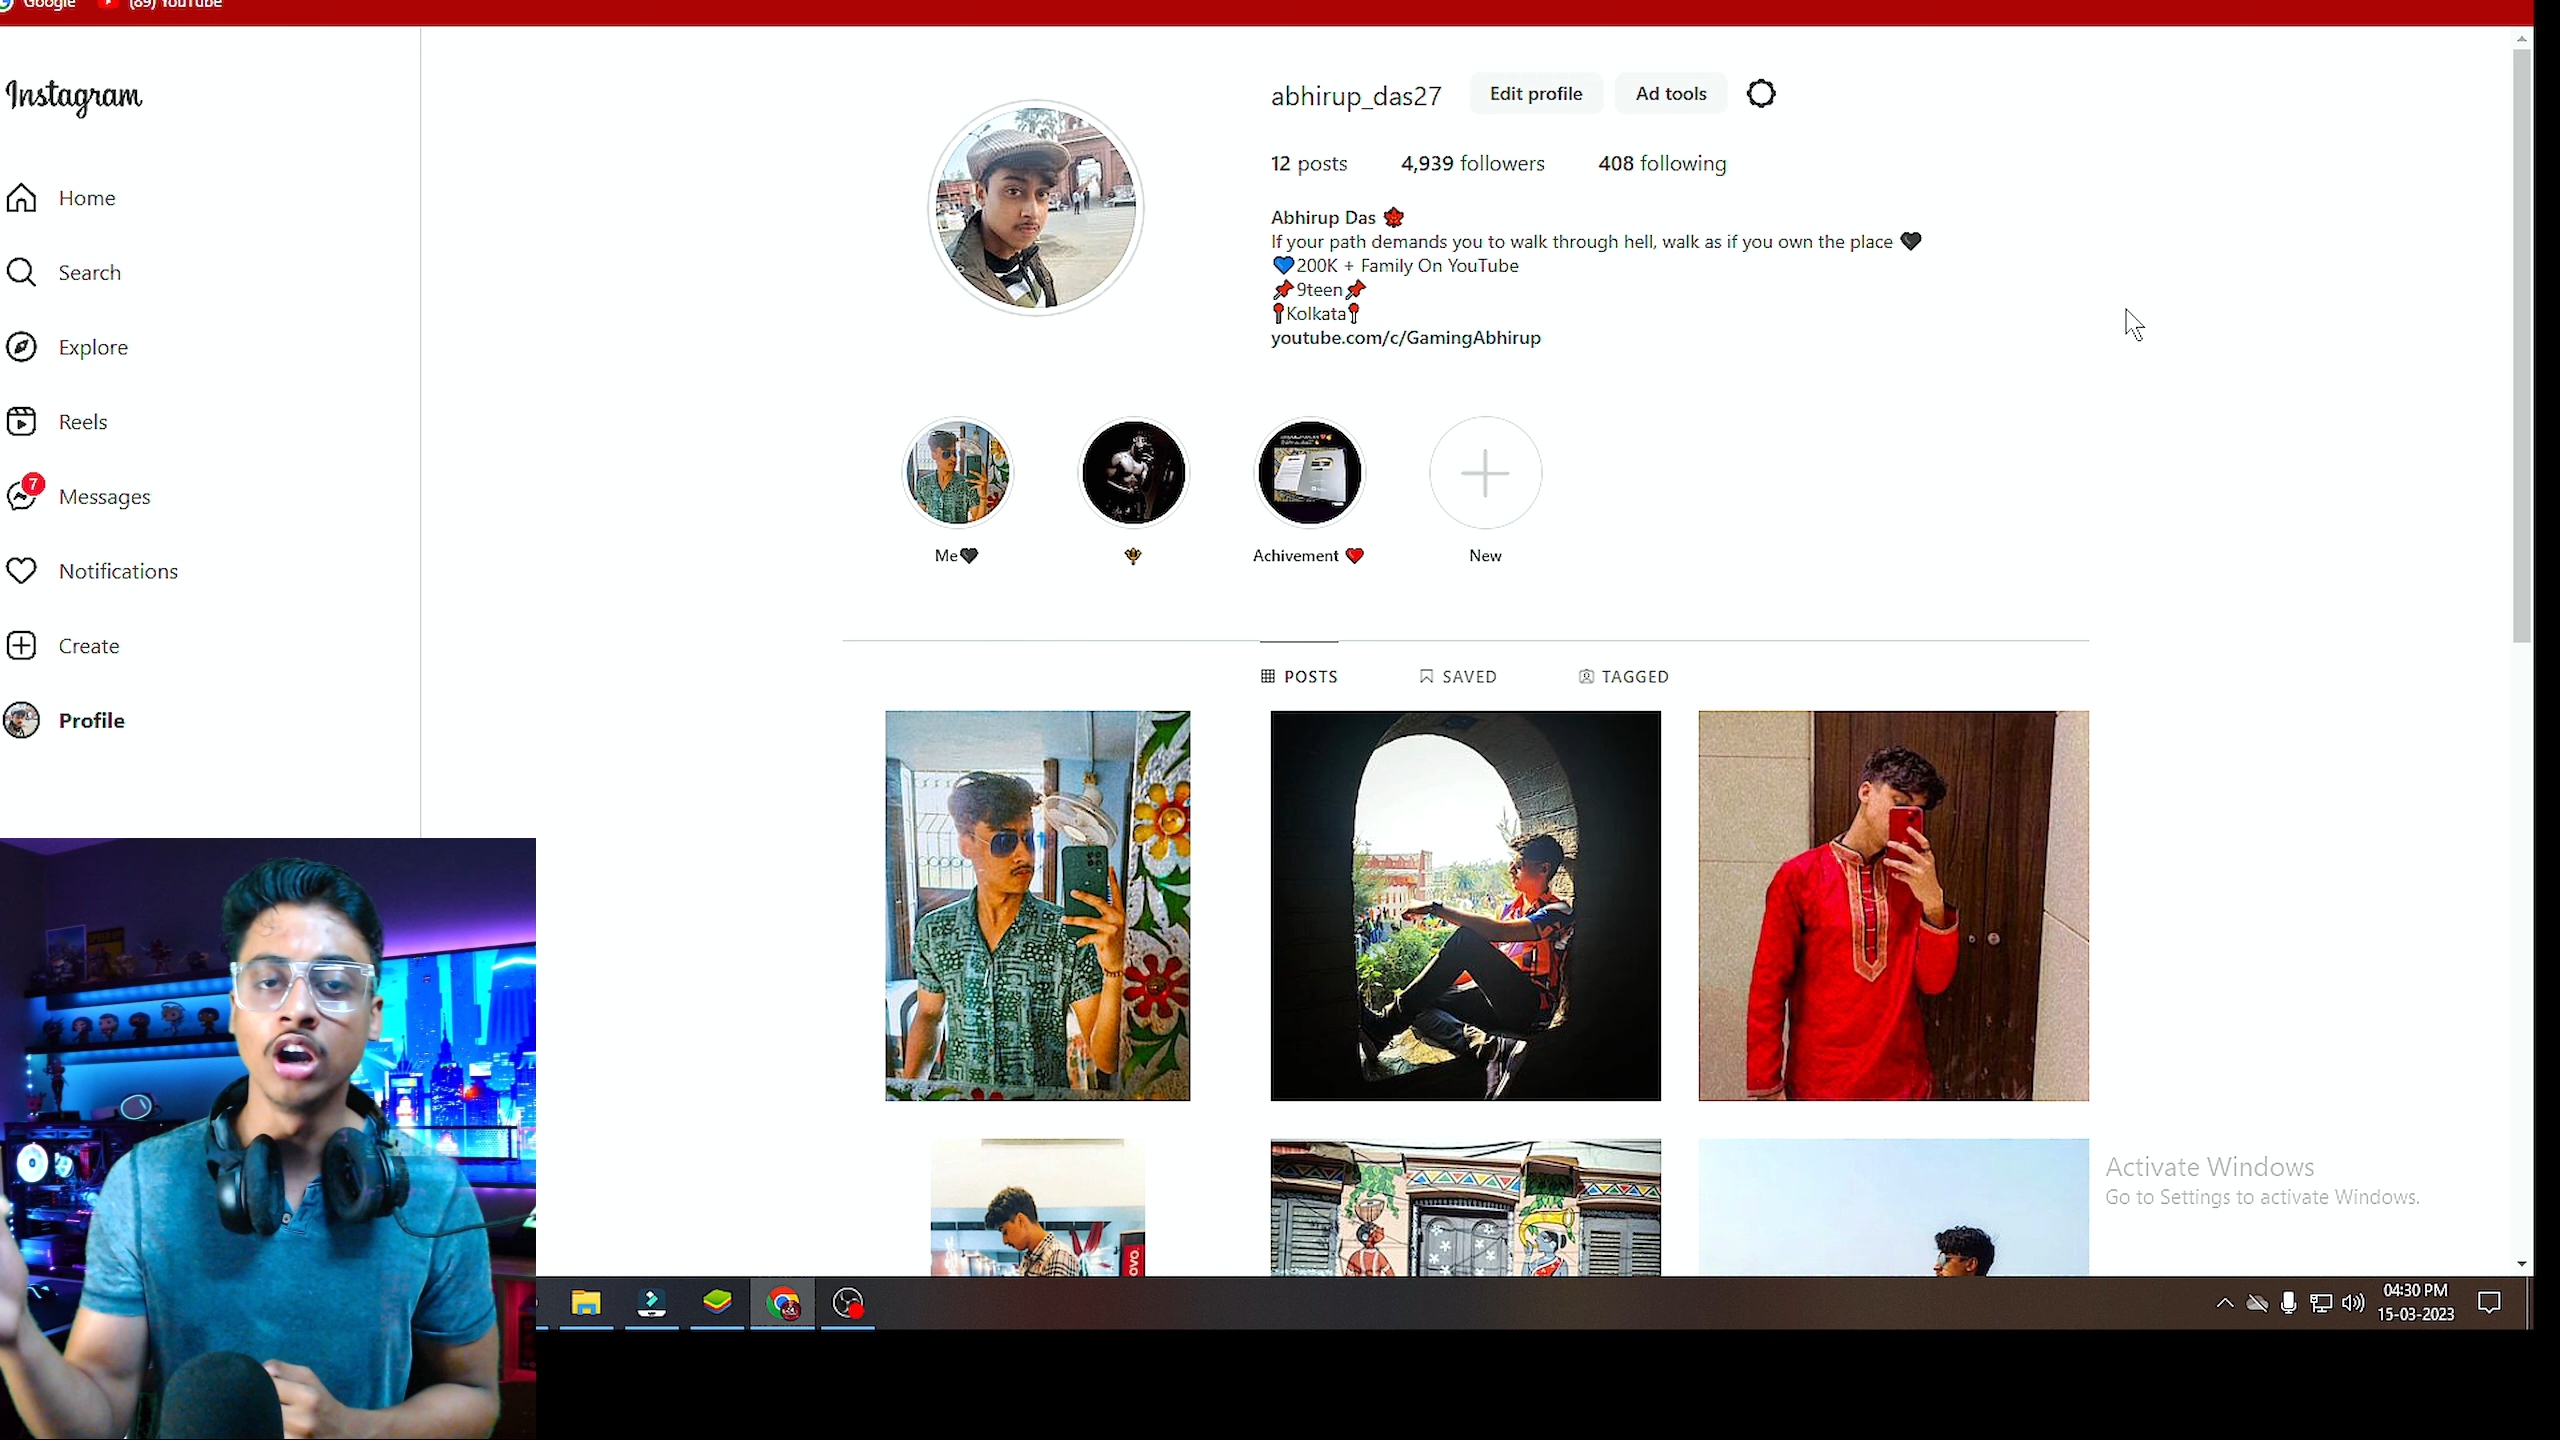 Google (89) YouTube
Instagram
Home
Search
Explore
Reels
7
Messages
Notifications
Create
Profile
abhirup_das27 Edit profile Ad tools
12 posts 4,939 followers 408 following
Abhirup Das 🍁
If your path demands you to walk through hell, walk as if you own the place 🖤
💙200K + Family On YouTube
📌9teen📌
📍Kolkata📍
youtube.com/c/GamingAbhirup
Me🖤 🔱 Achivement ❤️ New
POSTS SAVED TAGGED
Activate Windows
Go to Settings to activate Windows.
04:30 PM
15-03-2023